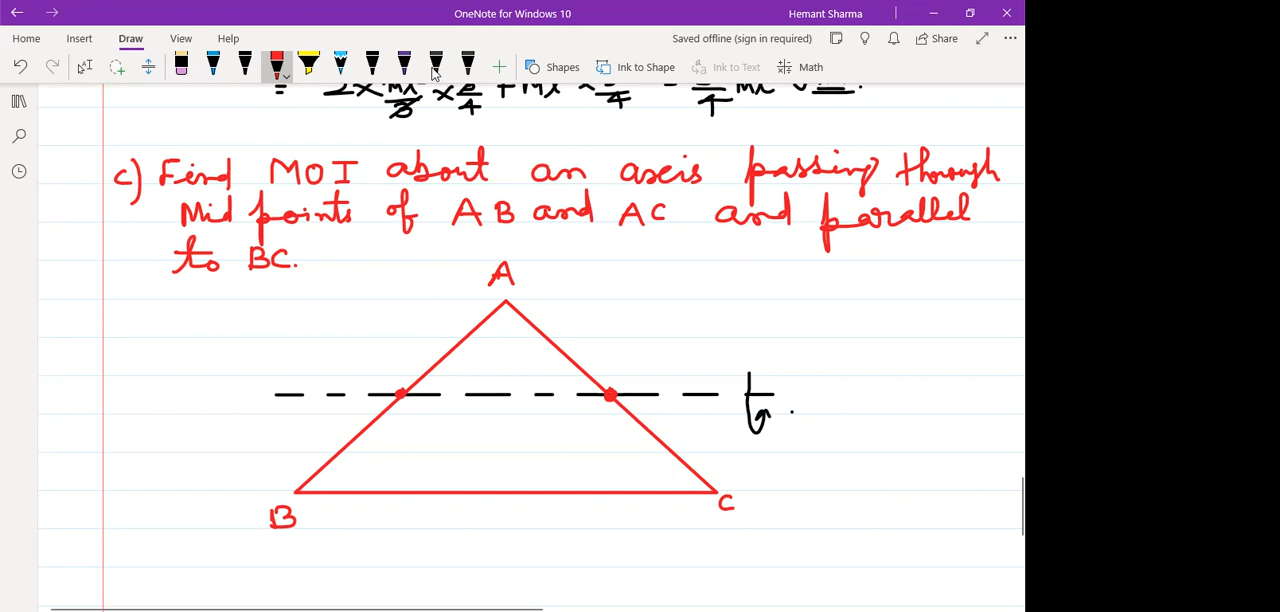 OneNote for Windows 10
Hemant Sharma
Home Insert Draw View Help
Saved offline (sign in required)
Share
Shapes
Ink to Shape
Ink to Text
Math
c) Find MOI about an axis passing through
Mid points of AB and AC and parallel
to BC.
A
B
C